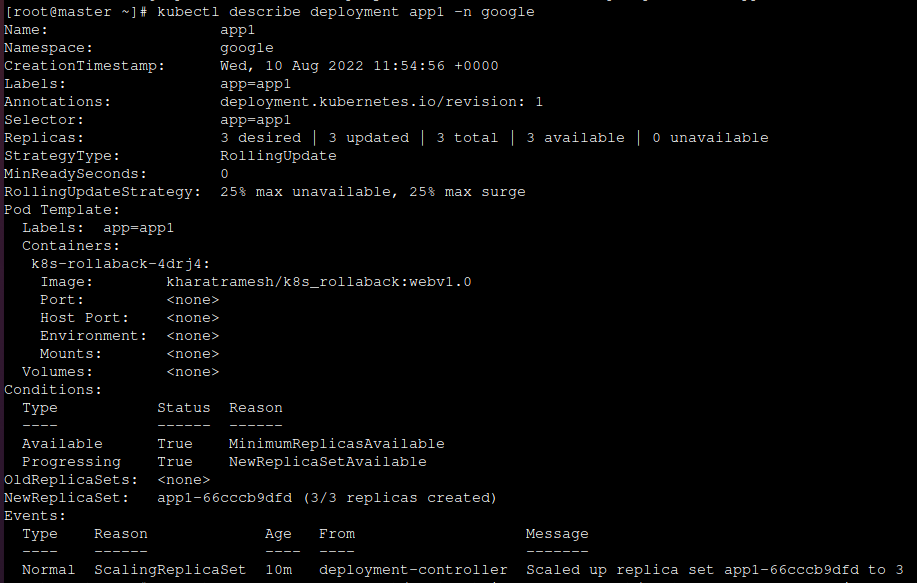 [root@master ~]# kubectl describe deployment app1 -n google
Name:                   app1
Namespace:              google
CreationTimestamp:      Wed, 10 Aug 2022 11:54:56 +0000
Labels:                 app=app1
Annotations:            deployment.kubernetes.io/revision: 1
Selector:               app=app1
Replicas:               3 desired | 3 updated | 3 total | 3 available | 0 unavailable
StrategyType:           RollingUpdate
MinReadySeconds:        0
RollingUpdateStrategy:  25% max unavailable, 25% max surge
Pod Template:
  Labels:  app=app1
  Containers:
   k8s-rollaback-4drj4:
    Image:        kharatramesh/k8s_rollaback:webv1.0
    Port:         <none>
    Host Port:    <none>
    Environment:  <none>
    Mounts:       <none>
  Volumes:        <none>
Conditions:
  Type           Status  Reason
  ----           ------  ------
  Available      True    MinimumReplicasAvailable
  Progressing    True    NewReplicaSetAvailable
OldReplicaSets:  <none>
NewReplicaSet:   app1-66cccb9dfd (3/3 replicas created)
Events:
  Type    Reason             Age   From                   Message
  ----    ------             ----  ----                   -------
  Normal  ScalingReplicaSet  10m   deployment-controller  Scaled up replica set app1-66cccb9dfd to 3